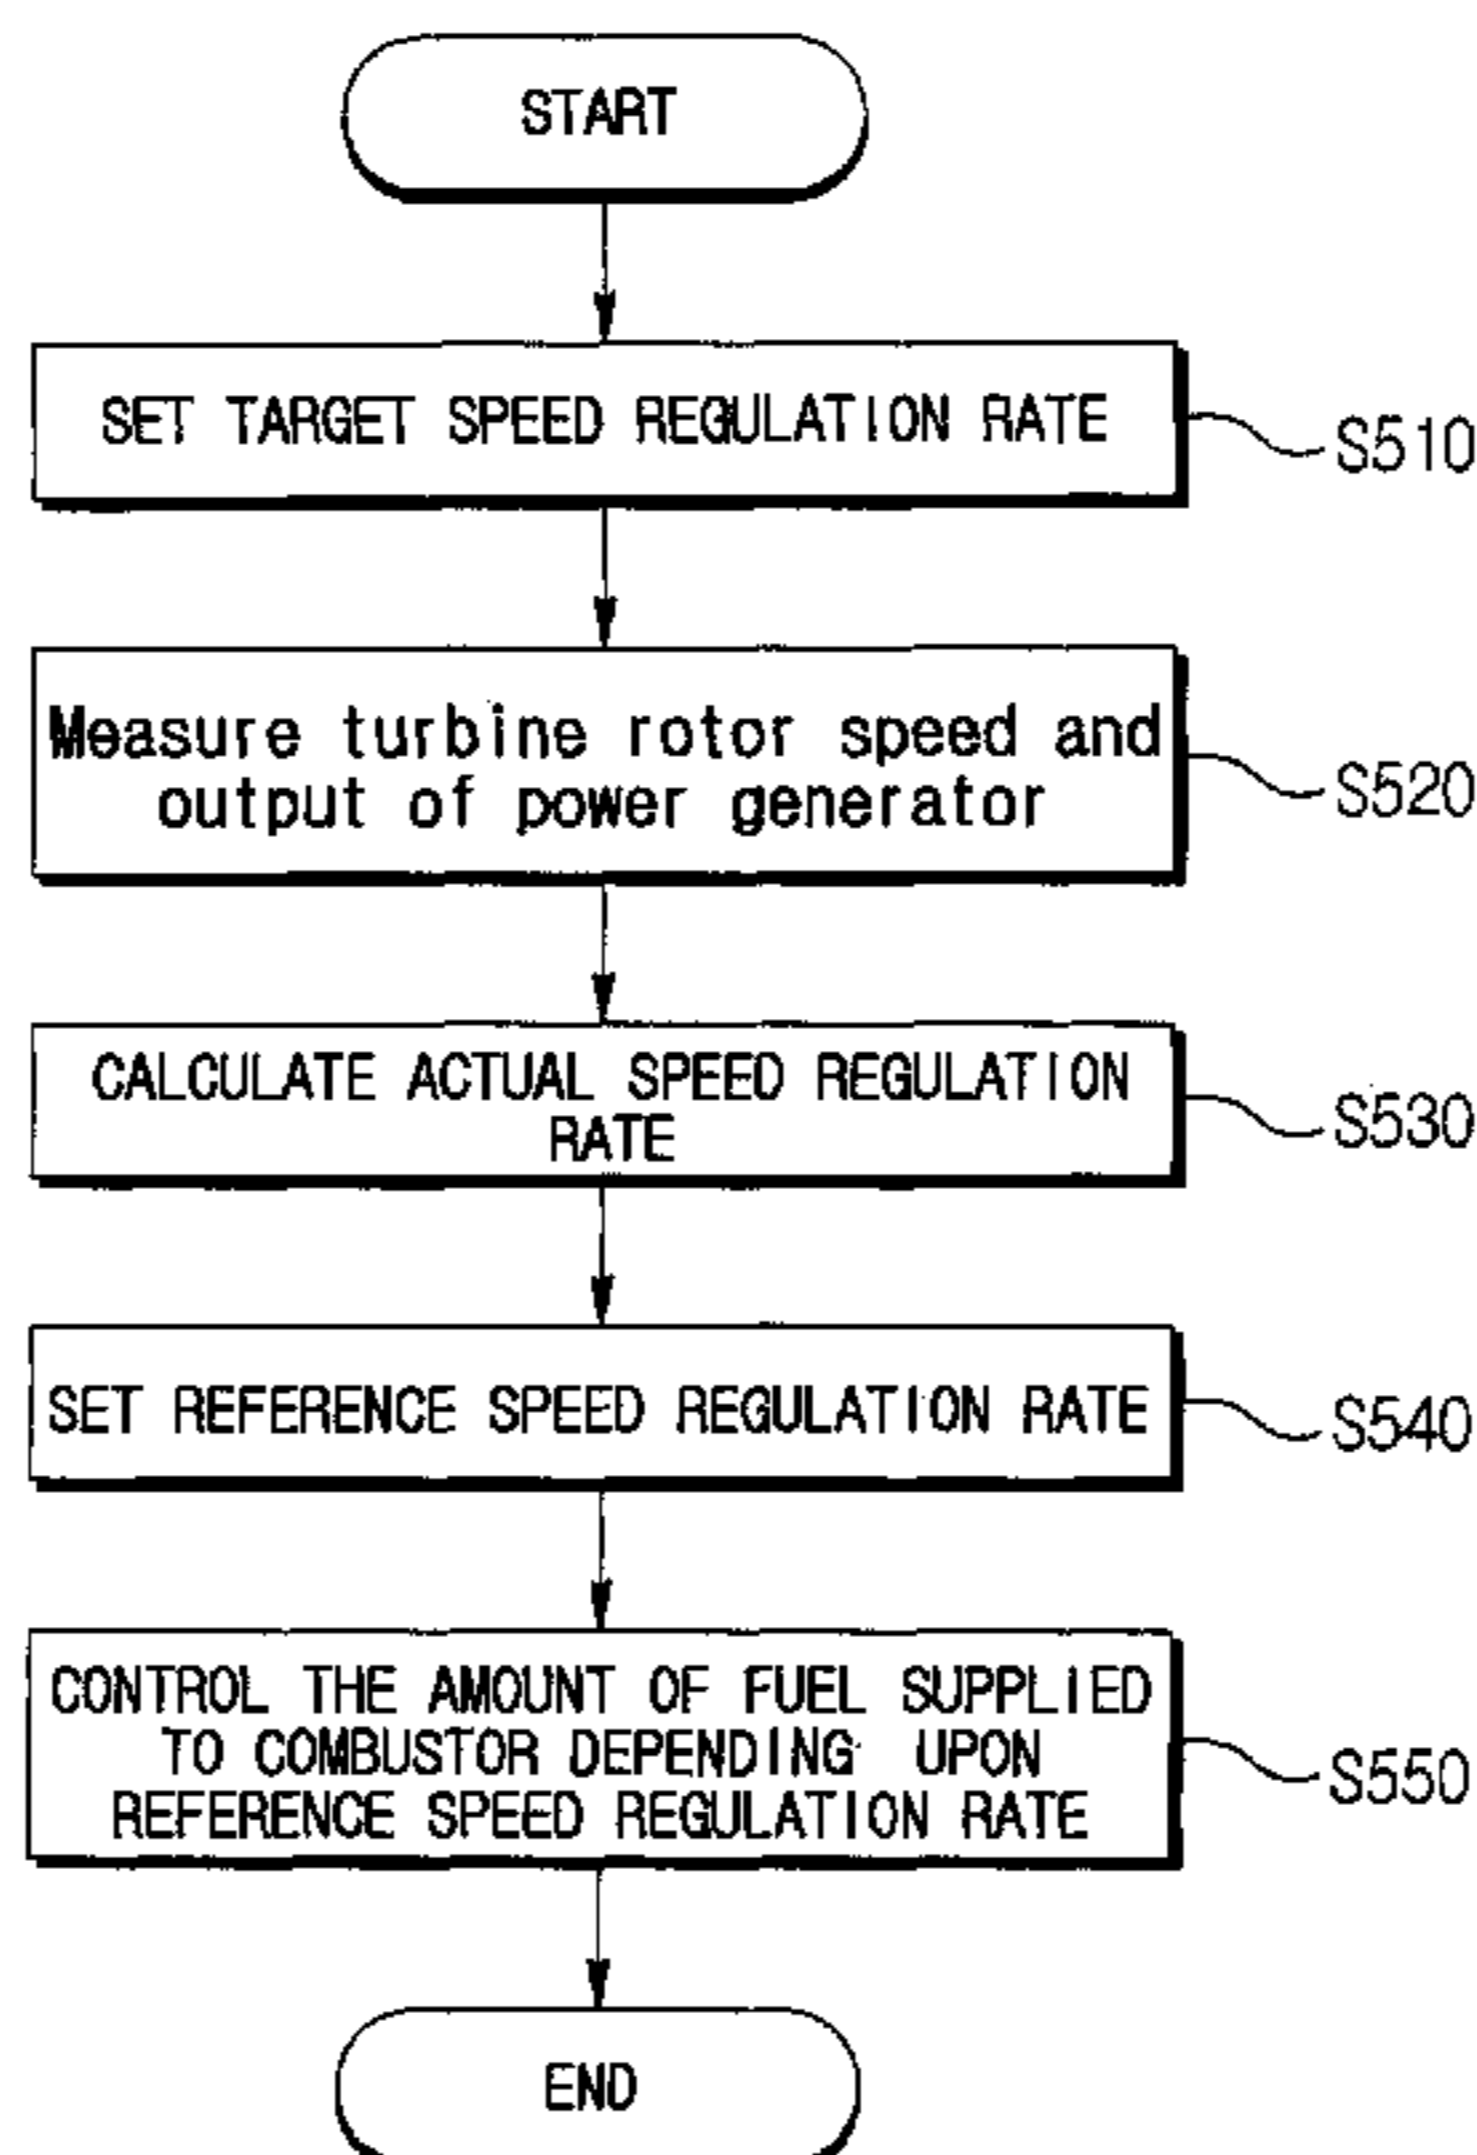 START
SET TARGET SPEED REGULATION RATE
S510
Measure turbine rotor speed and
output of power generator
S520
CALCULATE ACTUAL SPEED REGULATION
RATE
S530
SET REFERENCE SPEED REGULATION RATE
S540
CONTROL THE AMOUNT OF FUEL SUPPLIED
TO COMBUSTOR DEPENDING UPON
REFERENCE SPEED REGULATION RATE
S550
END